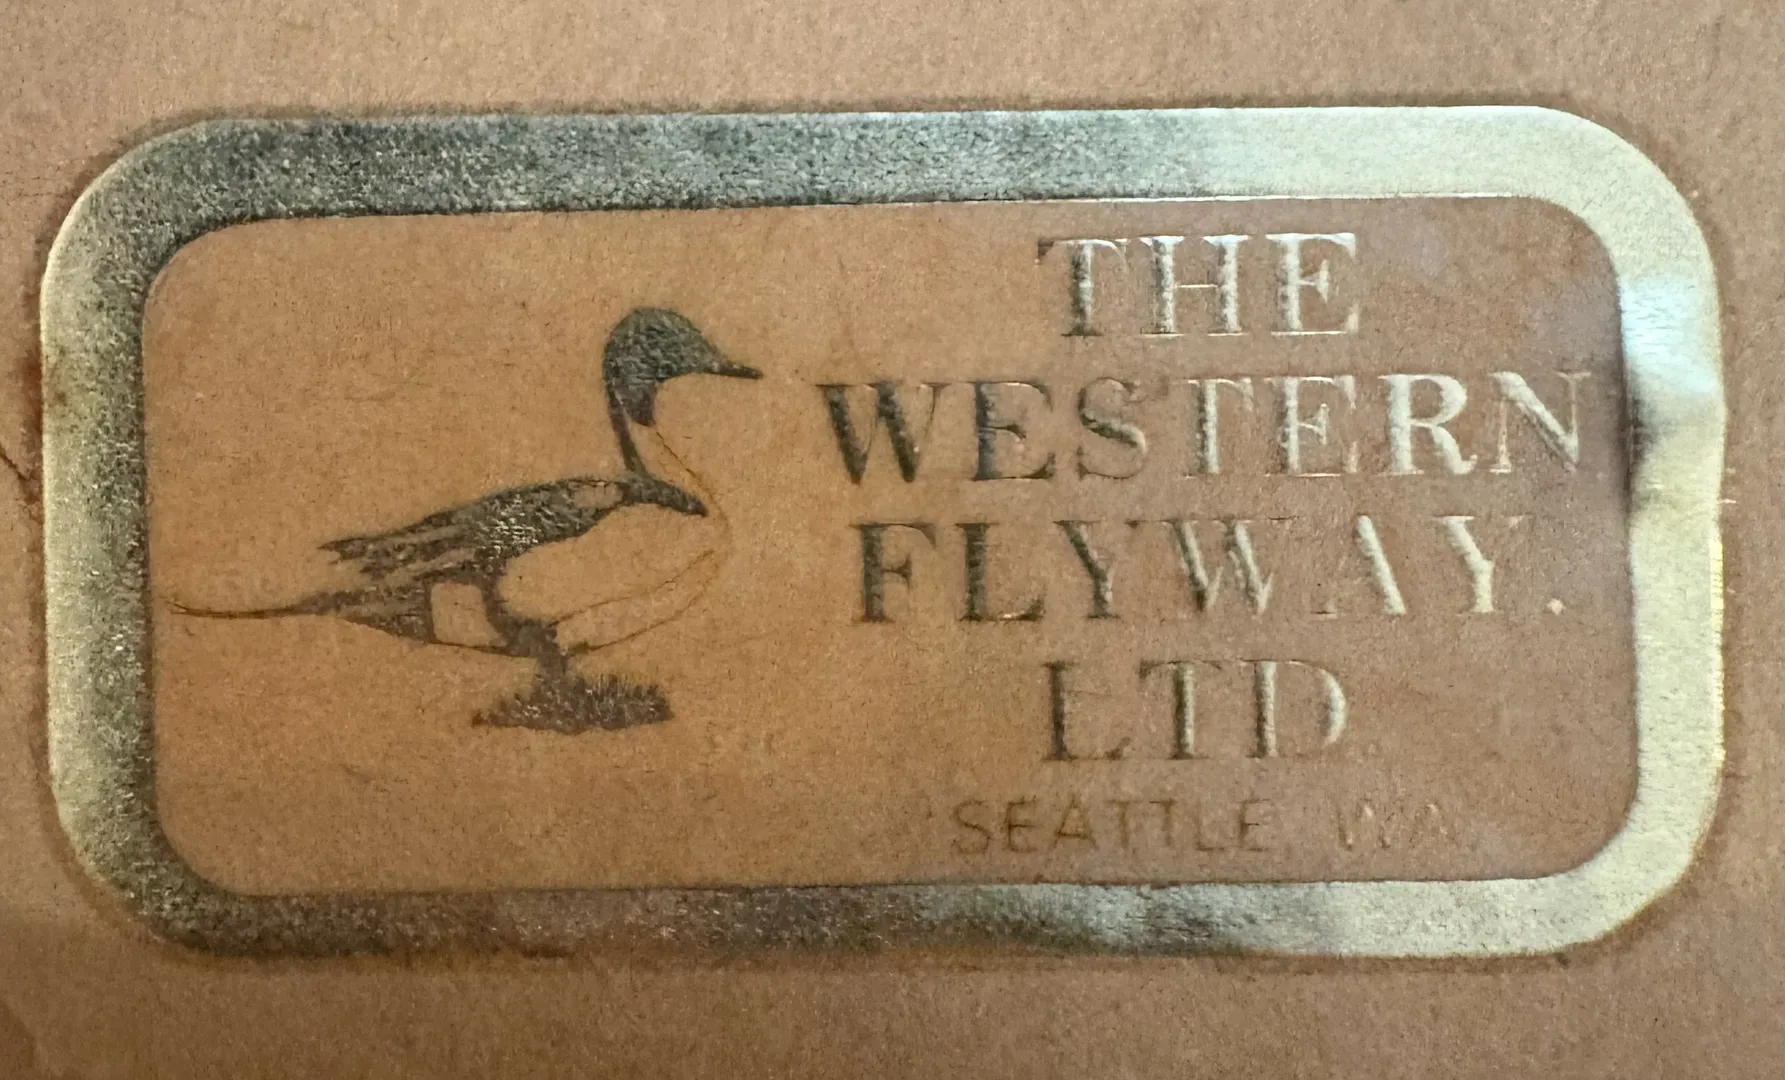 THE
WESTERN
FLYWAY.
LTD
SEATTLE WA